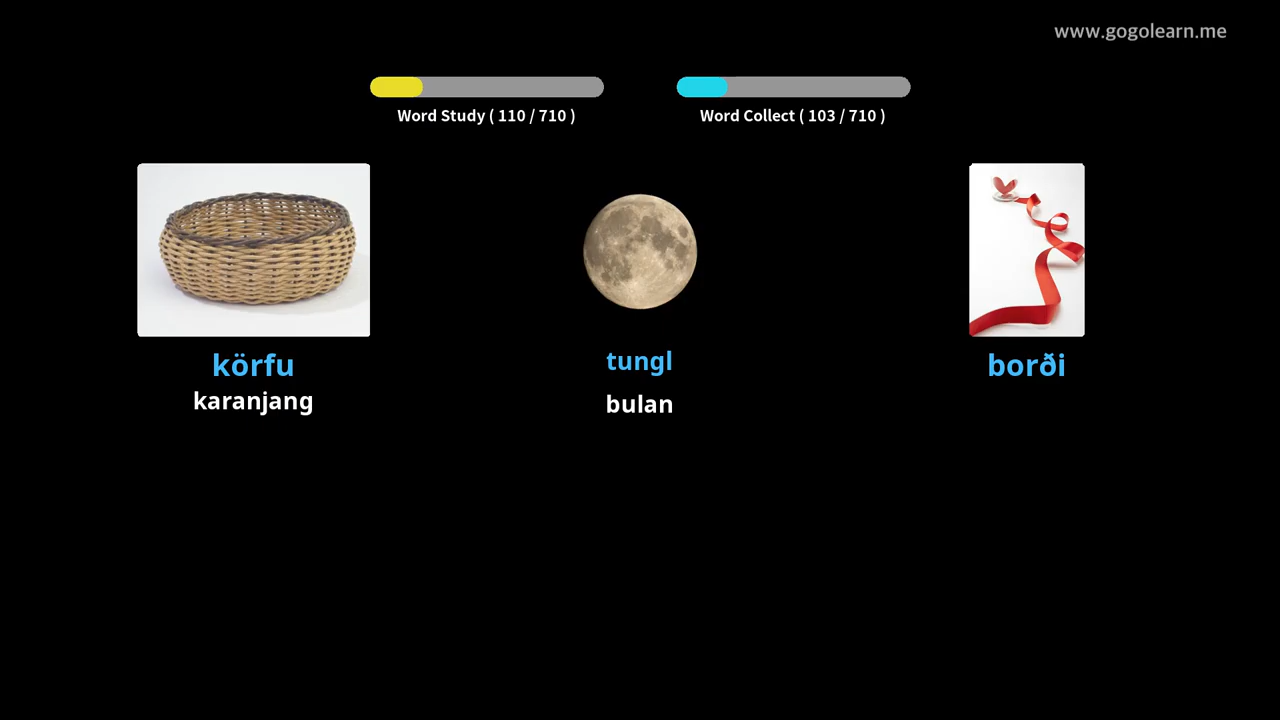 www.gogolearn.me
Word Study ( 110 / 710 )
Word Collect ( 103 / 710 )
körfu
tungl
borði
karanjang
bulan